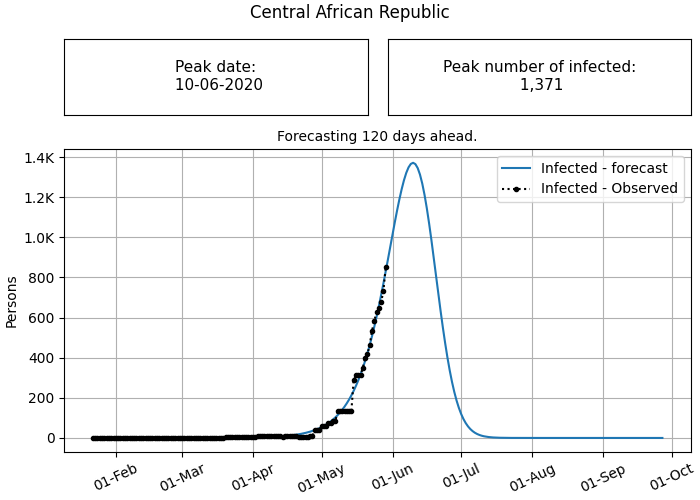 Central African Republic
Peak date:
10-06-2020
Peak number of infected:
1,371
Forecasting 120 days ahead.
1.4K
1.2K
1.0K
800
600
400
200
0
Persons
Infected - forecast
Infected - Observed
01-Feb
01-Mar
01-Apr
01-May
01-Jun
01-Jul
01-Aug
01-Sep
01-Oct